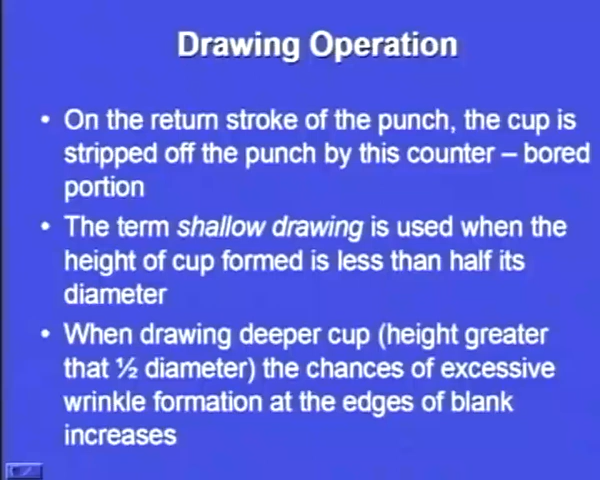 Drawing Operation
• On the return stroke of the punch, the cup is
stripped off the punch by this counter – bored
portion
• The term shallow drawing is used when the
height of cup formed is less than half its
diameter
• When drawing deeper cup (height greater
that ½ diameter) the chances of excessive
wrinkle formation at the edges of blank
increases